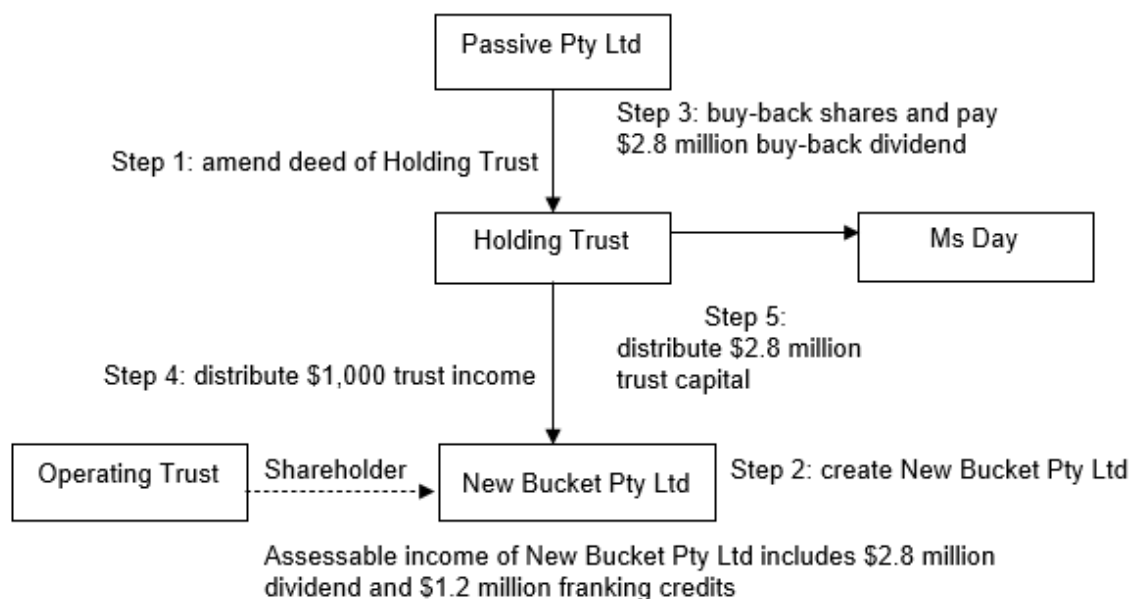 Passive Pty Ltd
Step 3: buy-back shares and pay
$2.8 million buy-back dividend
Step 1: amend deed of Holding Trust
Holding Trust
Ms Day
Step 5:
distribute $2.8 million
trust capital
Step 4: distribute $1,000 trust income
Operating Trust
Shareholder
New Bucket Pty Ltd
Step 2: create New Bucket Pty Ltd
Assessable income of New Bucket Pty Ltd includes $2.8 million
dividend and $1.2 million franking credits